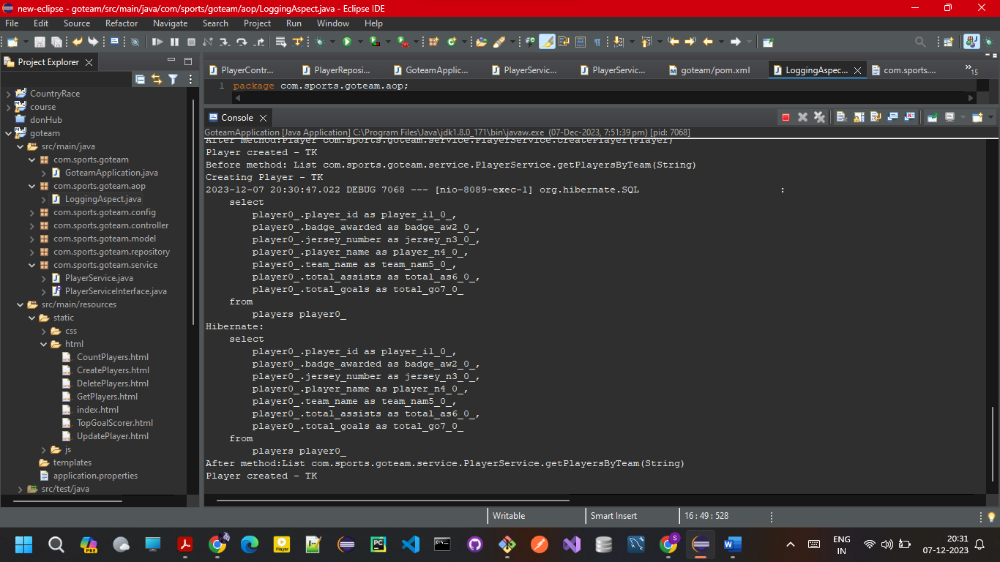 new-eclipse - goteam/src/main/java/com/sports/goteam/aop/LoggingAspect.java - Eclipse IDE
File Edit Source Refactor Navigate Search Project Run Window Help
Project Explorer
CountryRace
course
donHub
goteam
src/main/java
com.sports.goteam
GoteamApplication.java
com.sports.goteam.aop
LoggingAspect.java
com.sports.goteam.config
com.sports.goteam.controller
com.sports.goteam.model
com.sports.goteam.repository
com.sports.goteam.service
PlayerService.java
PlayerServiceInterface.java
src/main/resources
static
css
html
CountPlayers.html
CreatePlayers.html
DeletePlayers.html
GetPlayers.html
index.html
TopGoalScorer.html
UpdatePlayer.html
js
templates
application.properties
src/test/java
PlayerContr... PlayerReposi... GoteamApplic... PlayerServic... PlayerServic... goteam/pom.xml LoggingAspec... com.sports.... 15
1 package com.sports.goteam.aop;
Console
GoteamApplication [Java Application] C:\Program Files\Java\jdk1.8.0_171\bin\javaw.exe (07-Dec-2023, 7:51:39 pm) [pid: 7068]
After method:Player com.sports.goteam.service.PlayerService.createPlayer(Player)
Player created - TK
Before method: List com.sports.goteam.service.PlayerService.getPlayersByTeam(String)
Creating Player - TK
2023-12-07 20:30:47.022 DEBUG 7068 --- [nio-8089-exec-1] org.hibernate.SQL :
select
player0_.player_id as player_i1_0_,
player0_.badge_awarded as badge_aw2_0_,
player0_.jersey_number as jersey_n3_0_,
player0_.player_name as player_n4_0_,
player0_.team_name as team_nam5_0_,
player0_.total_assists as total_as6_0_,
player0_.total_goals as total_go7_0_
from
players player0_
Hibernate:
select
player0_.player_id as player_i1_0_,
player0_.badge_awarded as badge_aw2_0_,
player0_.jersey_number as jersey_n3_0_,
player0_.player_name as player_n4_0_,
player0_.team_name as team_nam5_0_,
player0_.total_assists as total_as6_0_,
player0_.total_goals as total_go7_0_
from
players player0_
After method:List com.sports.goteam.service.PlayerService.getPlayersByTeam(String)
Player created - TK
Writable Smart Insert 16 : 49 : 528
PRE
Player
PC
S
ENG
IN
20:31
07-12-2023